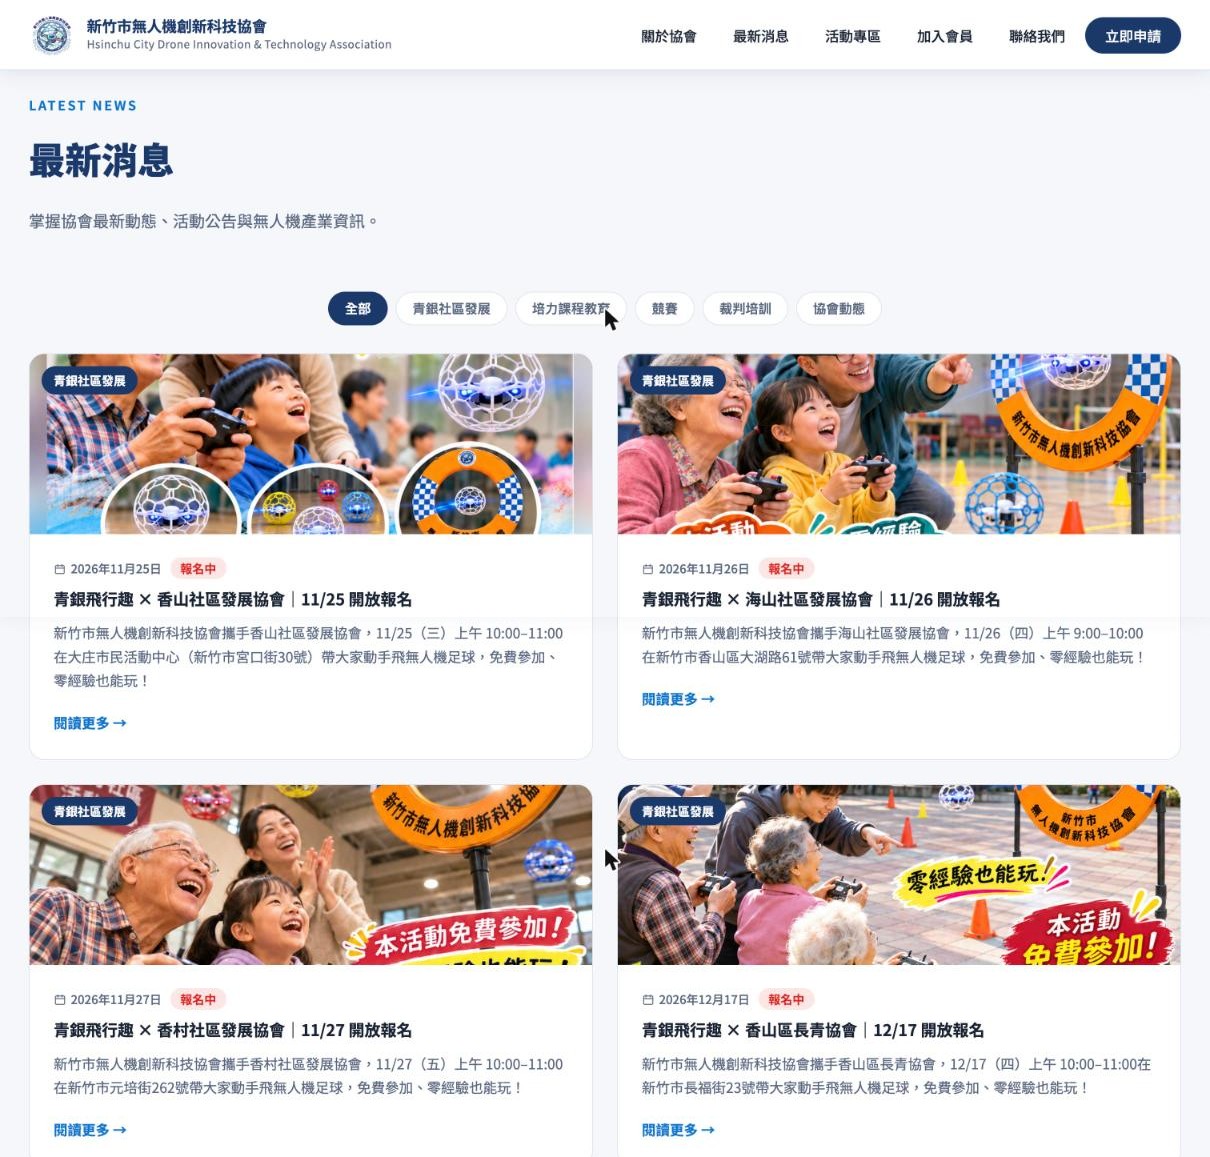 新竹市無人機創新科技協會
Hsinchu City Drone Innovation & Technology Association
關於協會
最新消息
活動專區
加入會員
聯絡我們
立即申請
LATEST NEWS
最新消息
掌握協會最新動態、活動公告與無人機產業資訊。
全部
青銀社區發展
培力課程教育
競賽
裁判培訓
協會動態
青銀社區發展
2026年11月25日
報名中
青銀飛行趣 × 香山社區發展協會｜11/25 開放報名
新竹市無人機創新科技協會攜手香山社區發展協會，11/25（三）上午 10:00–11:00
在大庄市民活動中心（新竹市宮口街30號）帶大家動手飛無人機足球，免費參加、
零經驗也能玩！
閱讀更多 →
青銀社區發展
新竹市無人機創新科技協會
2026年11月26日
報名中
青銀飛行趣 × 海山社區發展協會｜11/26 開放報名
新竹市無人機創新科技協會攜手海山社區發展協會，11/26（四）上午 9:00–10:00
在新竹市香山區大湖路61號帶大家動手飛無人機足球，免費參加、零經驗也能玩！
閱讀更多 →
青銀社區發展
新竹市無人機創新科技協
本活動免費參加！
2026年11月27日
報名中
青銀飛行趣 × 香村社區發展協會｜11/27 開放報名
新竹市無人機創新科技協會攜手香村社區發展協會，11/27（五）上午 10:00–11:00
在新竹市元培街262號帶大家動手飛無人機足球，免費參加、零經驗也能玩！
閱讀更多 →
青銀社區發展
新竹市
無人機創新科技協會
零經驗也能玩！
本活動
免費參加！
2026年12月17日
報名中
青銀飛行趣 × 香山區長青協會｜12/17 開放報名
新竹市無人機創新科技協會攜手香山區長青協會，12/17（四）上午 10:00–11:00在
新竹市長福街23號帶大家動手飛無人機足球，免費參加、零經驗也能玩！
閱讀更多 →